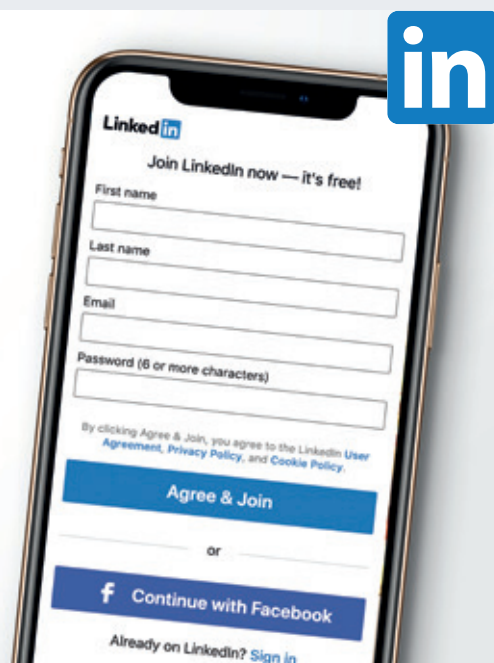 in
Linked in
Join LinkedIn now — it's free!
First name
Last name
Email
Password (6 or more characters)
By clicking Agree & Join, you agree to the LinkedIn User
Agreement, Privacy Policy, and Cookie Policy.
Agree & Join
or
f Continue with Facebook
Already on LinkedIn? Sign in